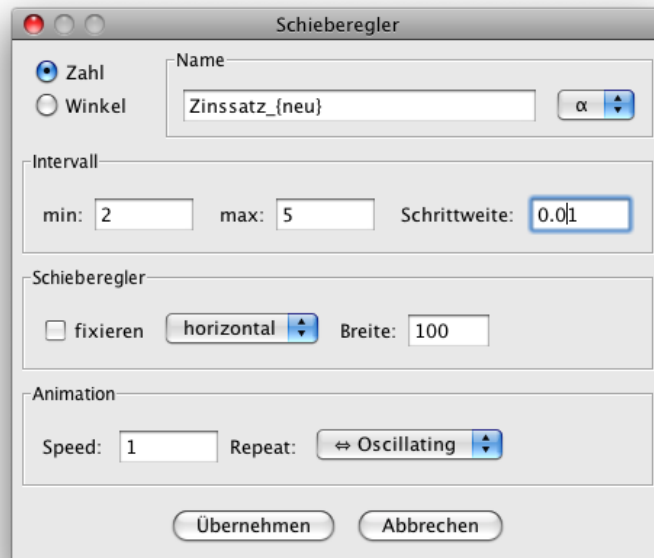 Schieberegler
Zahl
Winkel
Name
Zinssatz_{neu}
α
Intervall
min: 2 max: 5 Schrittweite: 0.01
Schieberegler
fixieren horizontal Breite: 100
Animation
Speed: 1 Repeat: ⇔ Oscillating
Übernehmen Abbrechen